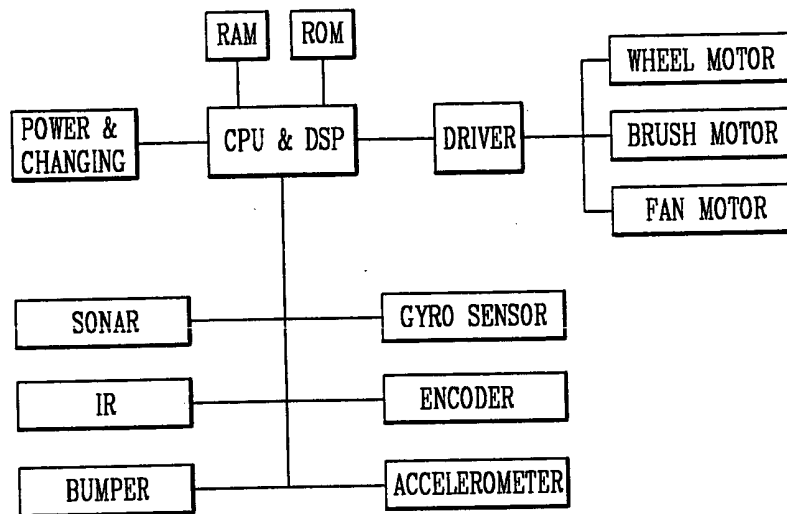 RAM
ROM
WHEEL MOTOR
POWER &
CHANGING
CPU & DSP
DRIVER
BRUSH MOTOR
FAN MOTOR
SONAR
GYRO SENSOR
IR
ENCODER
BUMPER
ACCELEROMETER